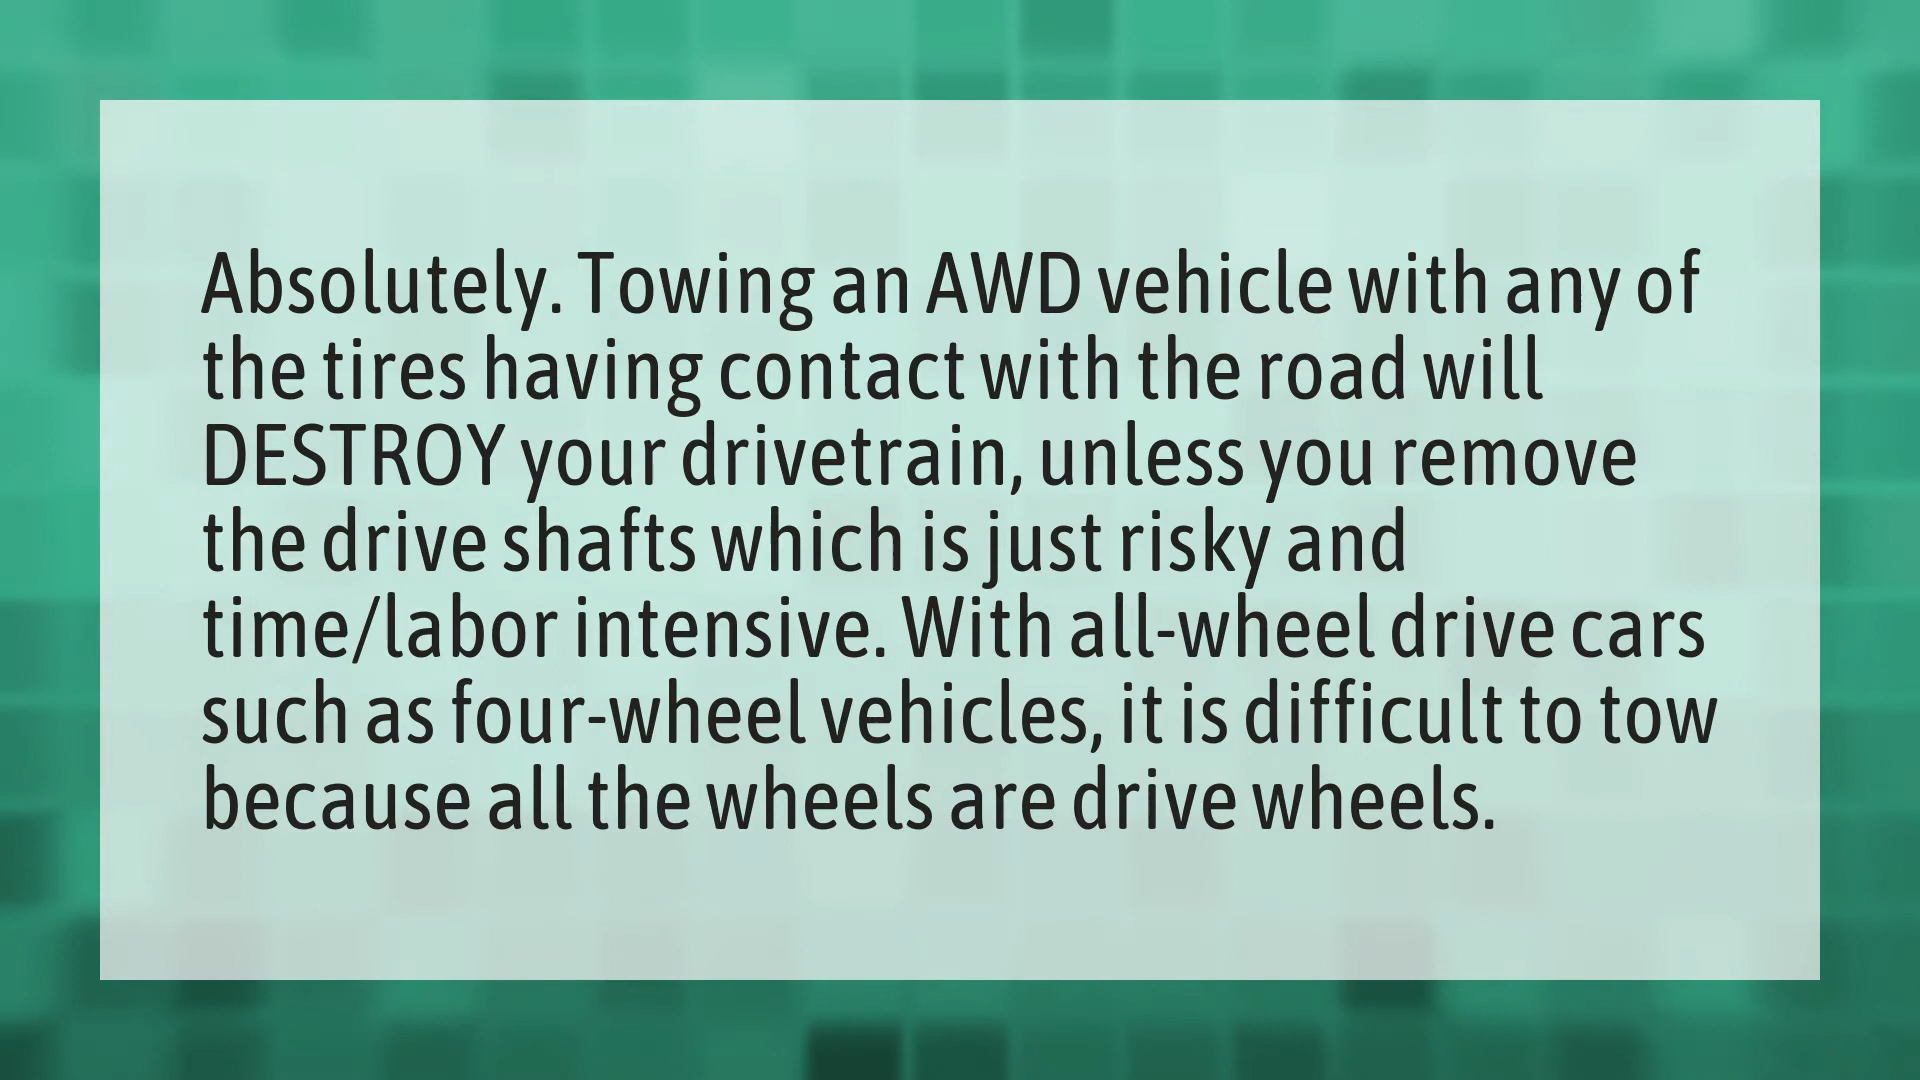 Absolutely. Towing an AWD vehicle with any of
the tires having contact with the road will
DESTROY your drivetrain, unless you remove
the drive shafts which is just risky and
time/labor intensive. With all-wheel drive cars
such as four-wheel vehicles, it is difficult to tow
because all the wheels are drive wheels.